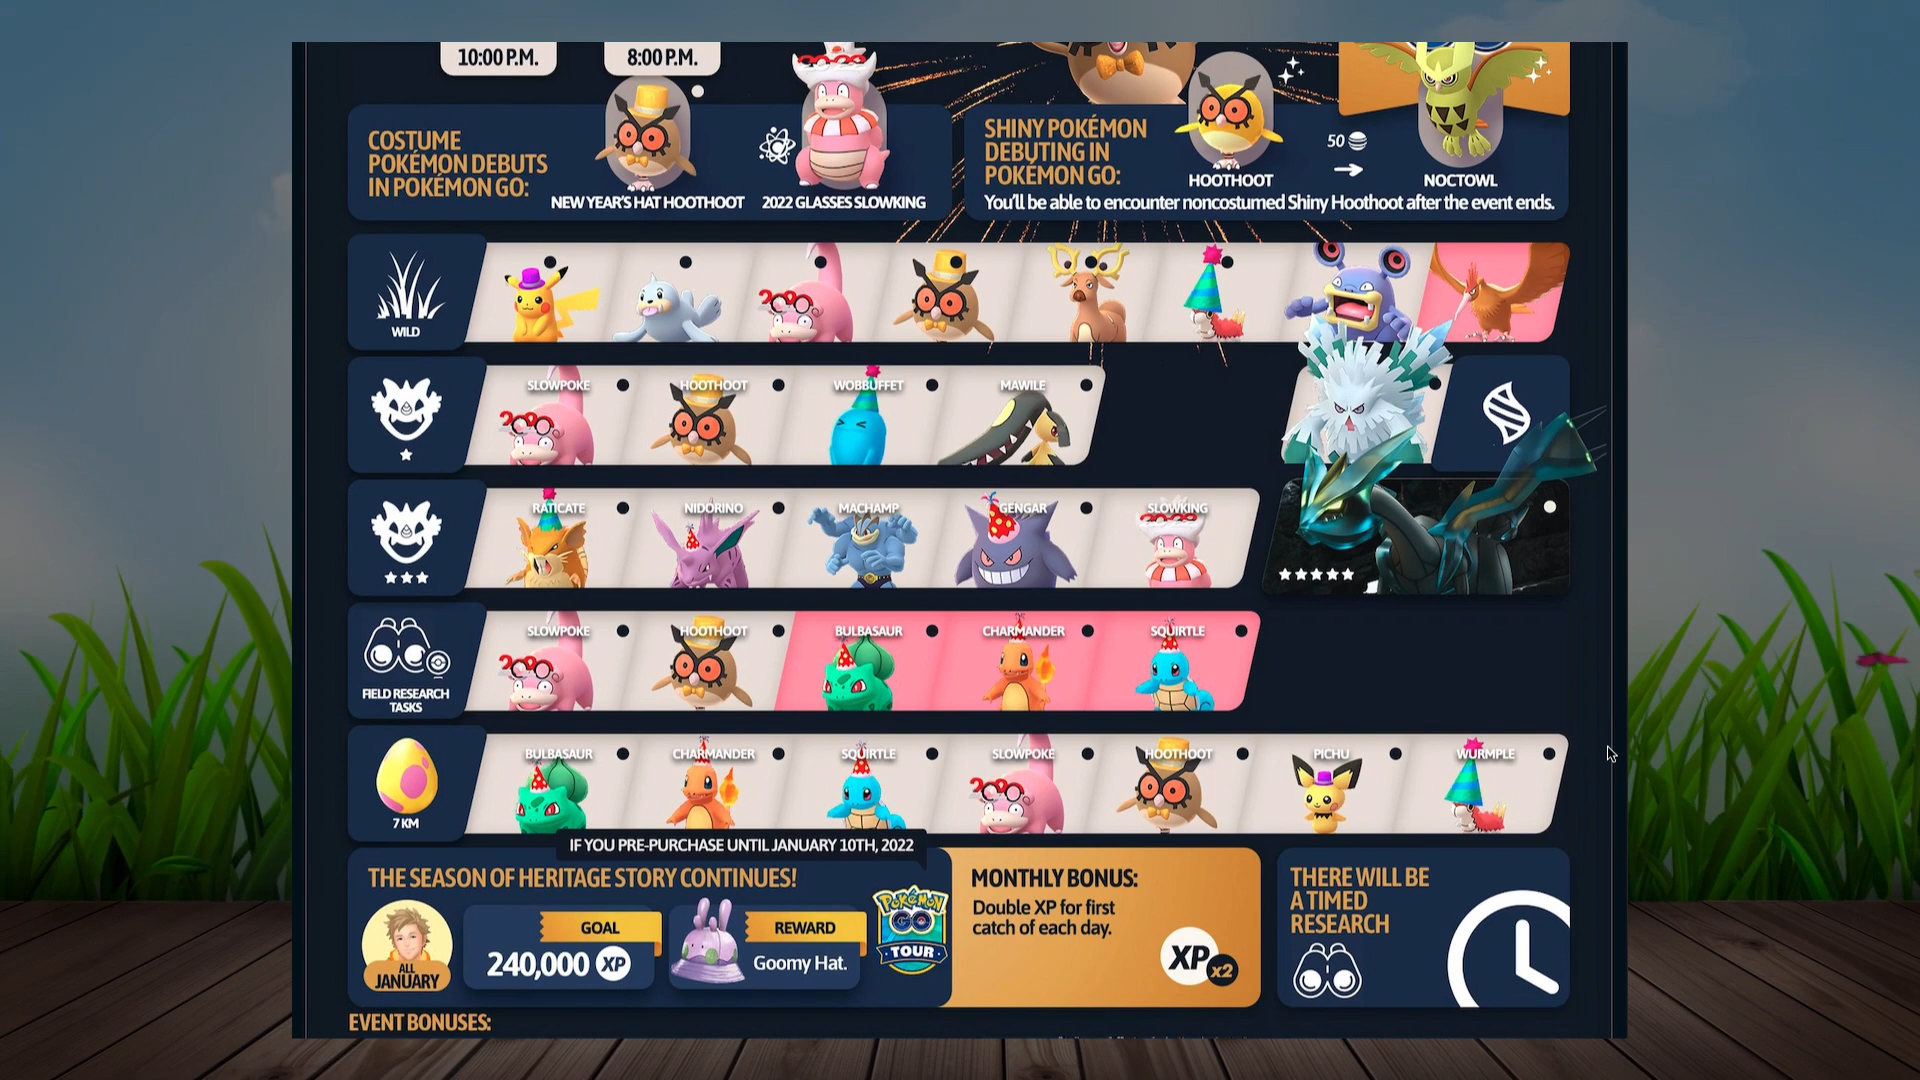 10:00 P.M.
8:00 P.M.
COSTUME
POKÉMON DEBUTS
IN POKÉMON GO:
NEW YEAR'S HAT HOOTHOOT
2022 GLASSES SLOWKING
SHINY POKÉMON
DEBUTING IN
POKÉMON GO:
HOOTHOOT
50
NOCTOWL
You'll be able to encounter noncostumed Shiny Hoothoot after the event ends.
WILD
SLOWPOKE
HOOTHOOT
WOBBUFFET
MAWILE
RATICATE
NIDORINO
MACHAMP
GENGAR
SLOWKING
FIELD RESEARCH
TASKS
SLOWPOKE
HOOTHOOT
BULBASAUR
CHARMANDER
SQUIRTLE
7 KM
BULBASAUR
CHARMANDER
SQUIRTLE
SLOWPOKE
HOOTHOOT
PICHU
WURMPLE
IF YOU PRE-PURCHASE UNTIL JANUARY 10TH, 2022
THE SEASON OF HERITAGE STORY CONTINUES!
ALL
JANUARY
GOAL
240,000 XP
REWARD
Goomy Hat.
Pokémon
GO
TOUR
MONTHLY BONUS:
Double XP for first
catch of each day.
XP x2
THERE WILL BE
A TIMED
RESEARCH
EVENT BONUSES: